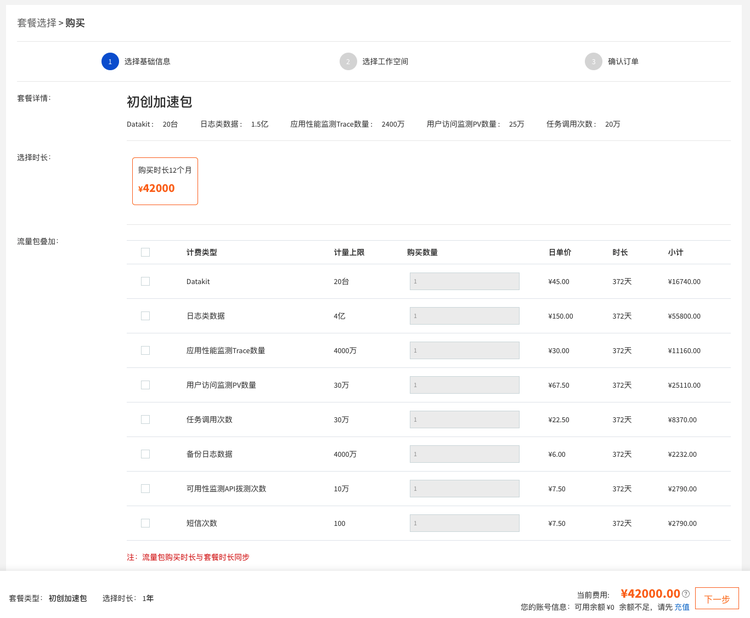 套餐选择 > 购买
1 选择基础信息 2 选择工作空间 3 确认订单
套餐详情: 初创加速包
Datakit : 20台 日志类数据 : 1.5亿 应用性能监测Trace数量 : 2400万 用户访问监测PV数量 : 25万 任务调用次数 : 20万
选择时长: 购买时长12个月
¥42000
流量包叠加:
计费类型 计量上限 购买数量 日单价 时长 小计
Datakit 20台 1 ¥45.00 372天 ¥16740.00
日志类数据 4亿 1 ¥150.00 372天 ¥55800.00
应用性能监测Trace数量 4000万 1 ¥30.00 372天 ¥11160.00
用户访问监测PV数量 30万 1 ¥67.50 372天 ¥25110.00
任务调用次数 30万 1 ¥22.50 372天 ¥8370.00
备份日志数据 4000万 1 ¥6.00 372天 ¥2232.00
可用性监测API拨测次数 10万 1 ¥7.50 372天 ¥2790.00
短信次数 100 1 ¥7.50 372天 ¥2790.00
注: 流量包购买时长与套餐时长同步
套餐类型: 初创加速包 选择时长: 1年
当前费用: ¥42000.00 ?
您的账号信息: 可用余额 ¥0 余额不足, 请先 充值
下一步